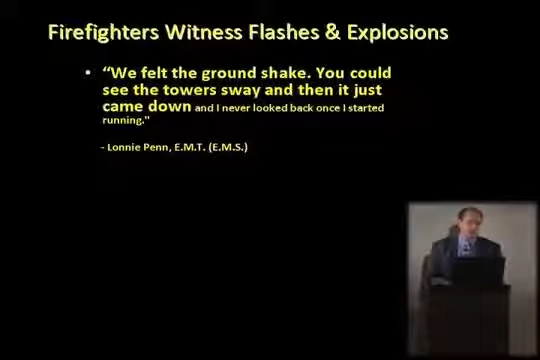 Firefighters Witness Flashes & Explosions
• “We felt the ground shake. You could
see the towers sway and then it just
came down and I never looked back once I started
running."
- Lonnie Penn, E.M.T. (E.M.S.)